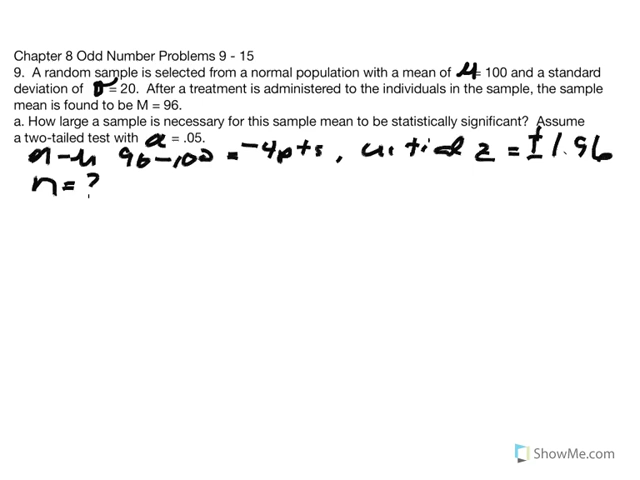 Chapter 8 Odd Number Problems 9 - 15
9. A random sample is selected from a normal population with a mean of μ = 100 and a standard
deviation of σ = 20. After a treatment is administered to the individuals in the sample, the sample
mean is found to be M = 96.
a. How large a sample is necessary for this sample mean to be statistically significant? Assume
a two-tailed test with α = .05.
M-μ 96-100 = -4pts, critical z = ±1.96
n = ?
ShowMe.com